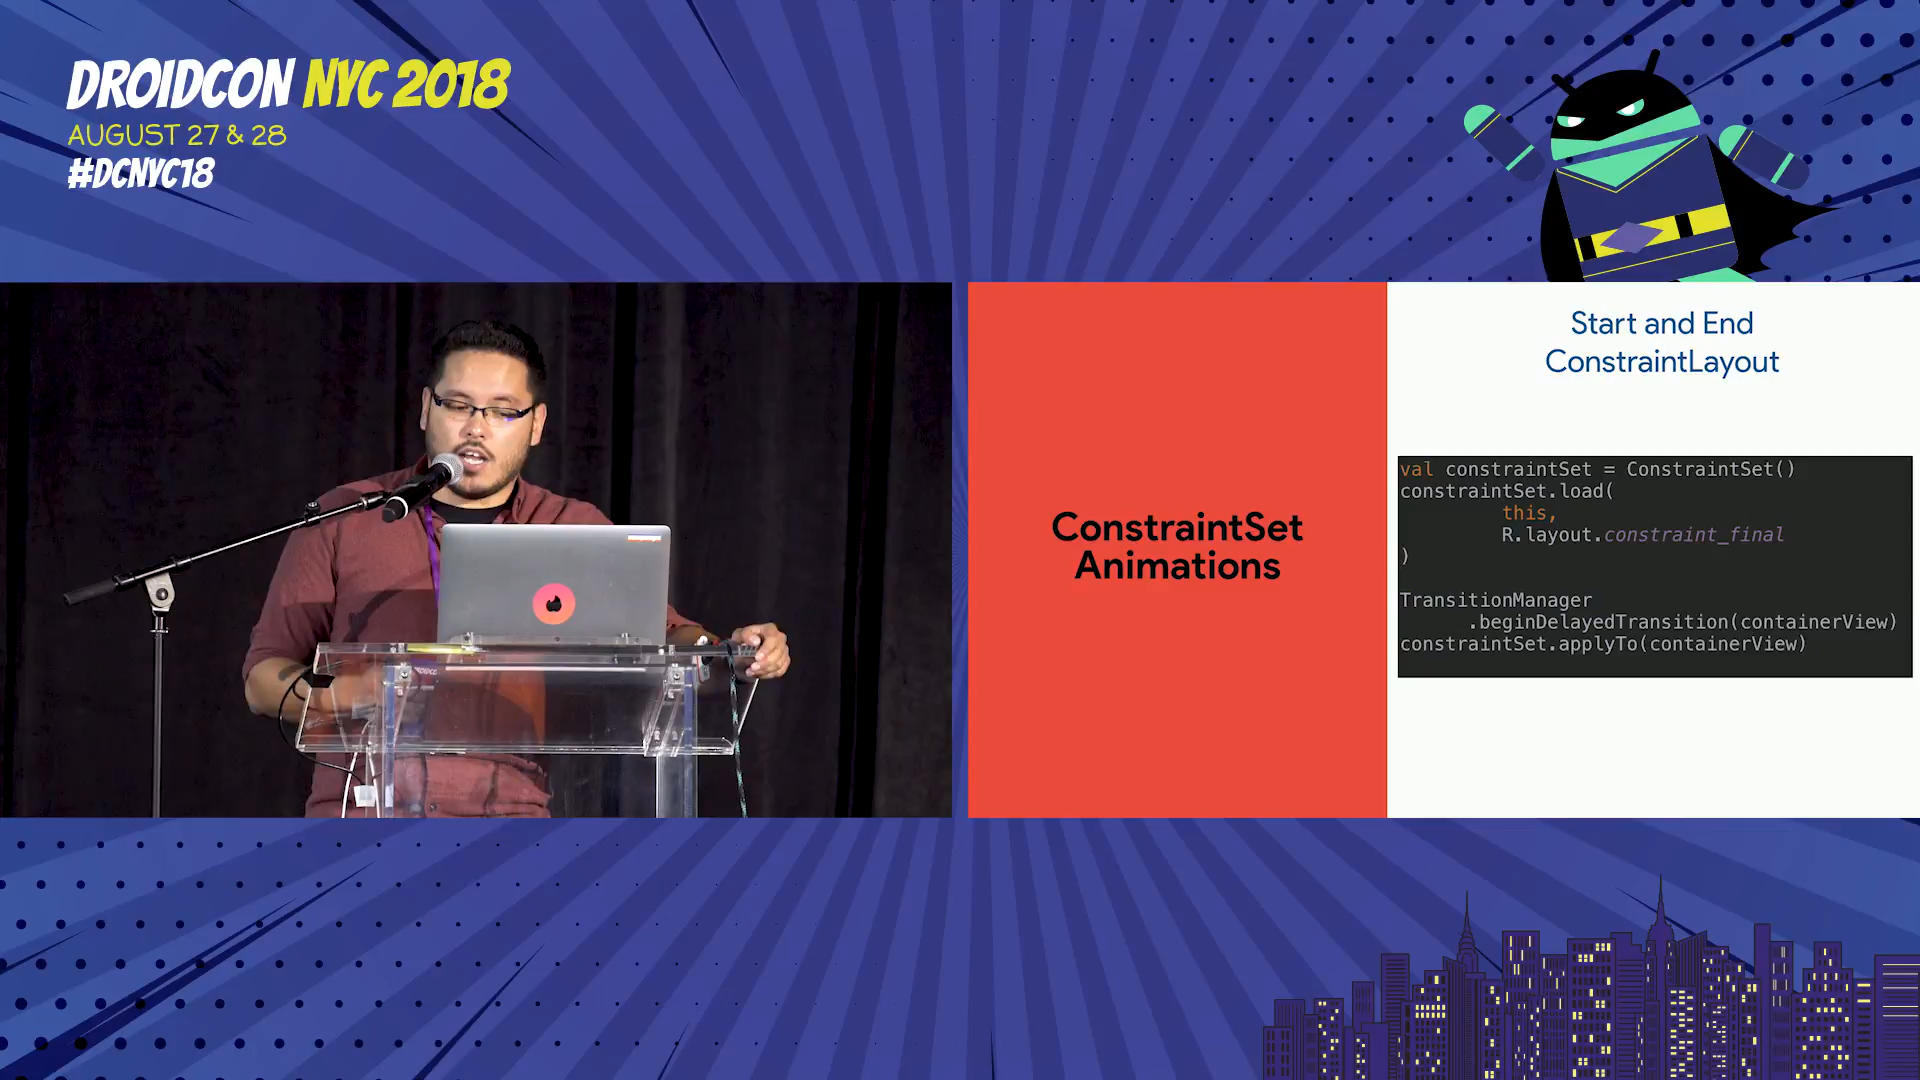 DROIDCON NYC 2018
AUGUST 27 & 28
#DCNYC18
ConstraintSet
Animations
Start and End
ConstraintLayout
val constraintSet = ConstraintSet()
constraintSet.load(
this,
R.layout.constraint_final
)
TransitionManager
.beginDelayedTransition(containerView)
constraintSet.applyTo(containerView)